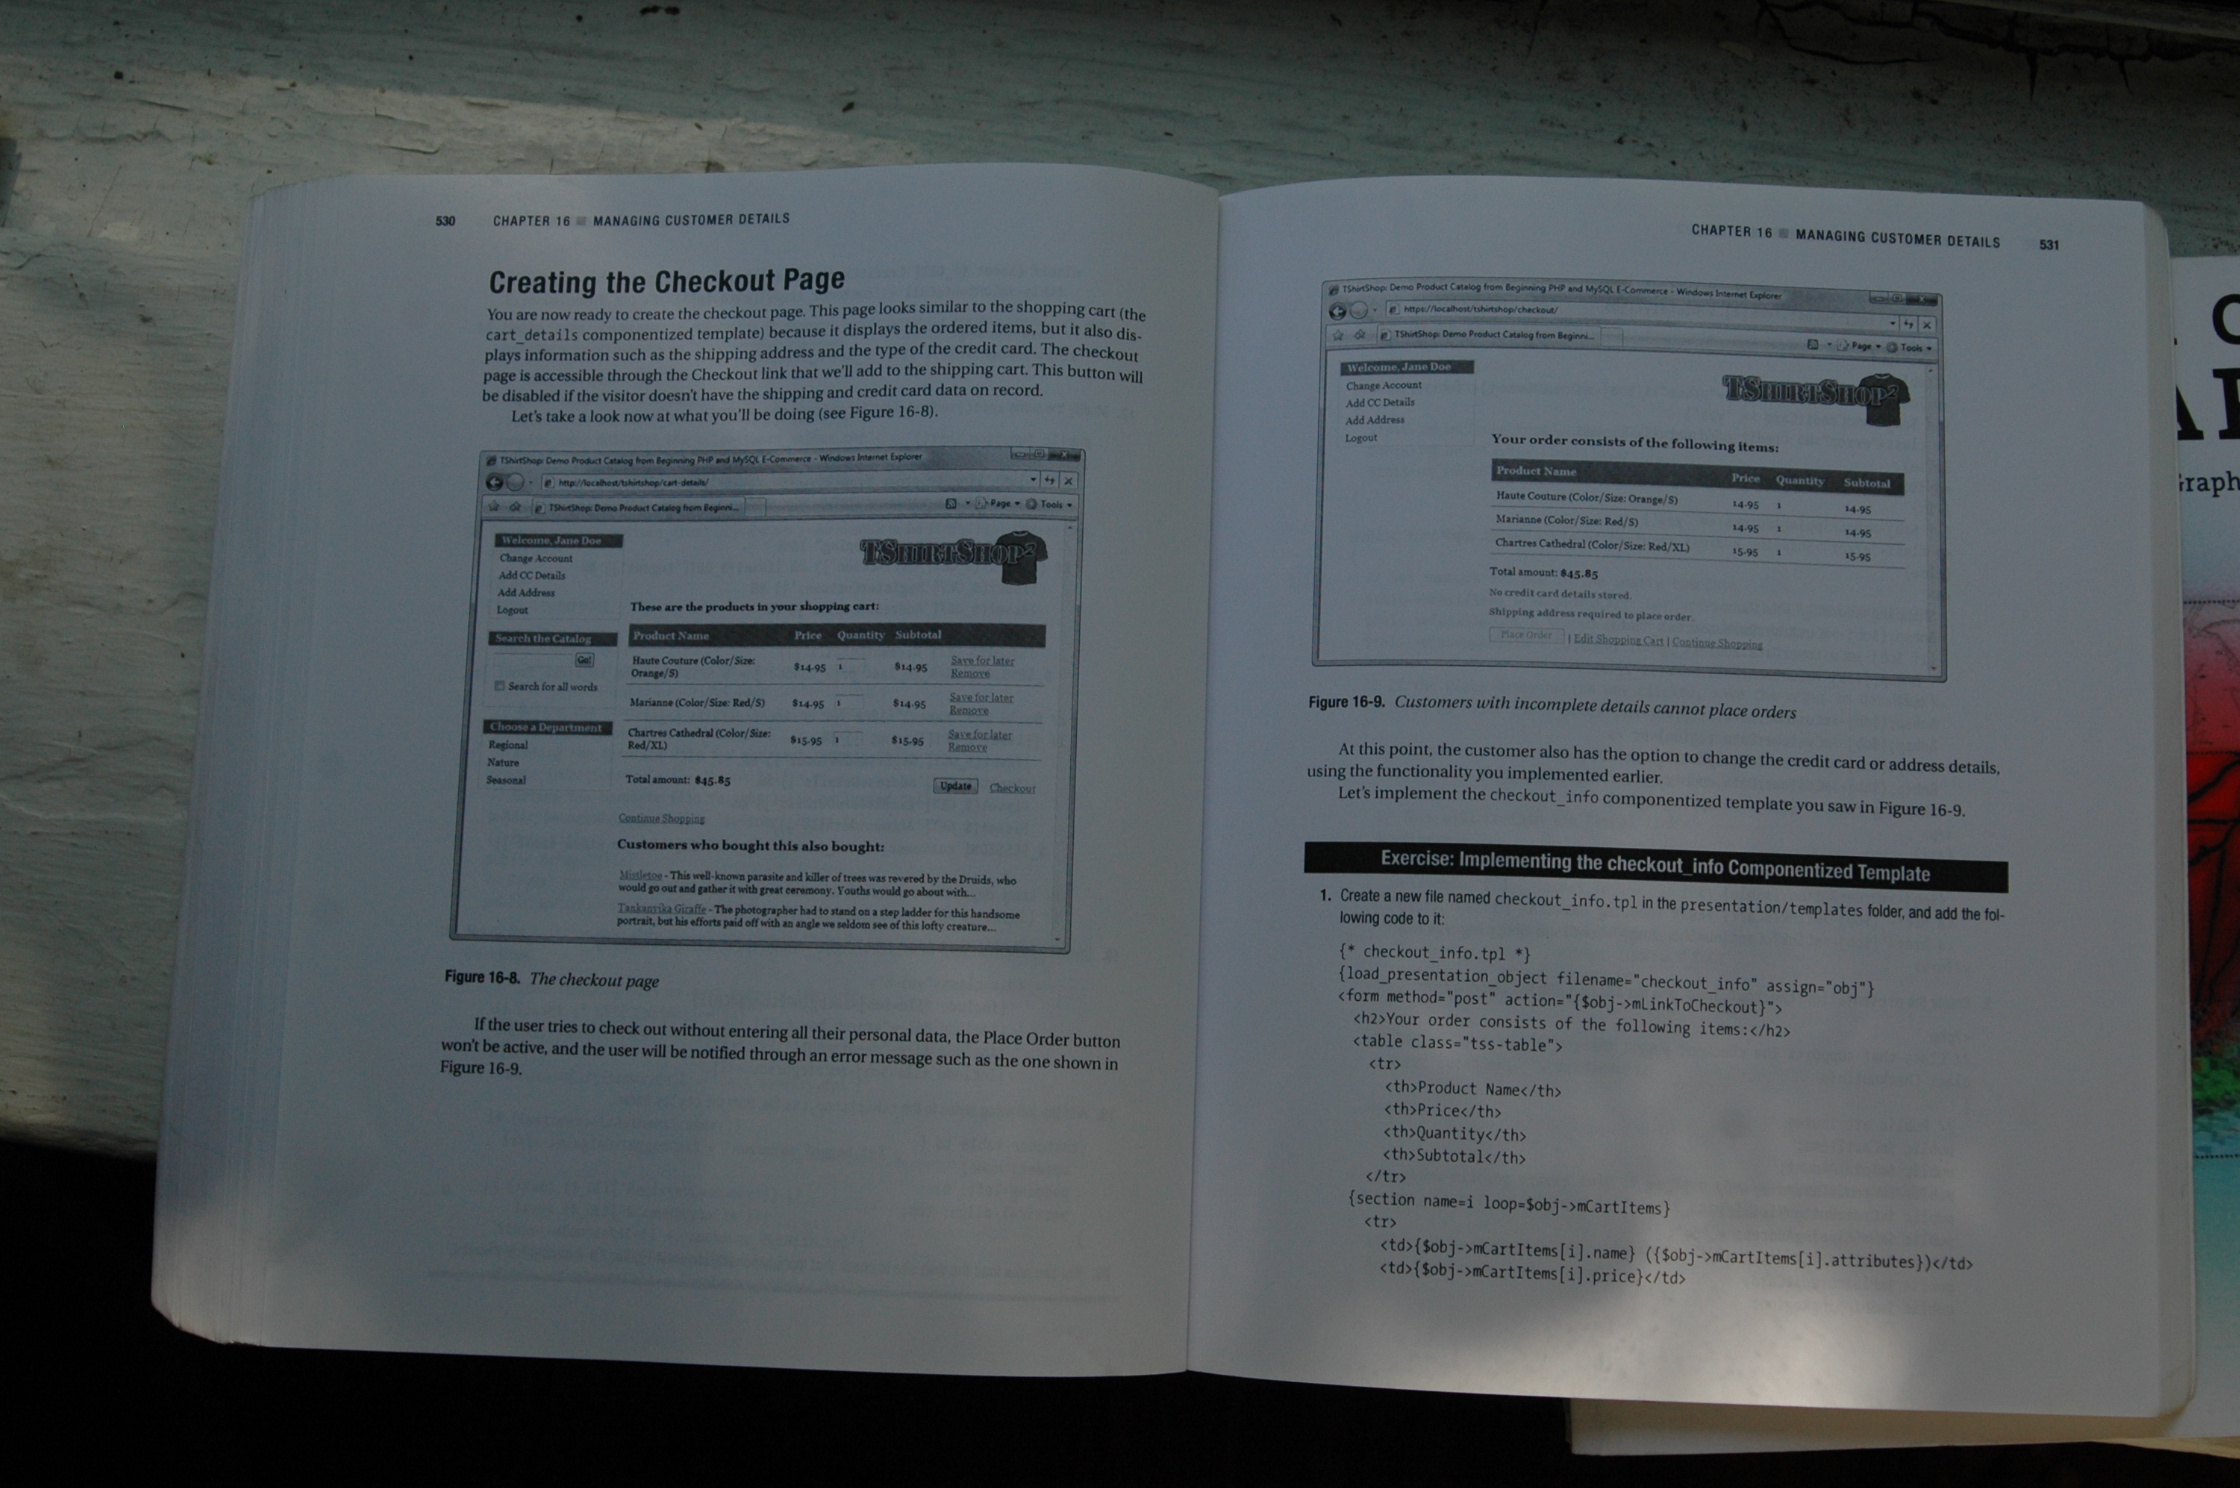 530 CHAPTER 16 ■ MANAGING CUSTOMER DETAILS
Creating the Checkout Page
You are now ready to create the checkout page. This page looks similar to the shopping cart (the
cart_details componentized template) because it displays the ordered items, but it also dis-
plays information such as the shipping address and the type of the credit card. The checkout
page is accessible through the Checkout link that we'll add to the shipping cart. This button will
be disabled if the visitor doesn't have the shipping and credit card data on record.
Let's take a look now at what you'll be doing (see Figure 16-8).
TShirtShop: Demo Product Catalog from Beginning PHP and MySQL E-Commerce - Windows Internet Explorer
http://localhost/tshirtshop/cart-details/
TShirtShop: Demo Product Catalog from Beginni...
Page Tools
Welcome, Jane Doe
Change Account
Add CC Details
Add Address
Logout
Search the Catalog
Go!
Search for all words
Choose a Department
Regional
Nature
Seasonal
TSHIRTSHOP²
These are the products in your shopping cart:
Product Name Price Quantity Subtotal
Haute Couture (Color/Size: $14.95 1 $14.95 Save for later
Orange/S) Remove
Marianne (Color/Size: Red/S) $14.95 1 $14.95 Save for later
Remove
Chartres Cathedral (Color/Size: $15.95 1 $15.95 Save for later
Red/XL) Remove
Total amount: $45.85 Update Checkout
Continue Shopping
Customers who bought this also bought:
Mistletoe - This well-known parasite and killer of trees was revered by the Druids, who
would go out and gather it with great ceremony. Youths would go about with...
Tankanyika Giraffe - The photographer had to stand on a step ladder for this handsome
portrait, but his efforts paid off with an angle we seldom see of this lofty creature...
Figure 16-8. The checkout page
If the user tries to check out without entering all their personal data, the Place Order button
won't be active, and the user will be notified through an error message such as the one shown in
Figure 16-9.
CHAPTER 16 ■ MANAGING CUSTOMER DETAILS 531
TShirtShop: Demo Product Catalog from Beginning PHP and MySQL E-Commerce - Windows Internet Explorer
https://localhost/tshirtshop/checkout/
TShirtShop: Demo Product Catalog from Beginni...
Page Tools
Welcome, Jane Doe
Change Account
Add CC Details
Add Address
Logout
TSHIRTSHOP²
Your order consists of the following items:
Product Name Price Quantity Subtotal
Haute Couture (Color/Size: Orange/S) 14.95 1 14.95
Marianne (Color/Size: Red/S) 14.95 1 14.95
Chartres Cathedral (Color/Size: Red/XL) 15.95 1 15.95
Total amount: $45.85
No credit card details stored.
Shipping address required to place order.
Place Order | Edit Shopping Cart | Continue Shopping
Figure 16-9. Customers with incomplete details cannot place orders
At this point, the customer also has the option to change the credit card or address details,
using the functionality you implemented earlier.
Let's implement the checkout_info componentized template you saw in Figure 16-9.
Exercise: Implementing the checkout_info Componentized Template
1. Create a new file named checkout_info.tpl in the presentation/templates folder, and add the fol-
lowing code to it:
{* checkout_info.tpl *}
{load_presentation_object filename="checkout_info" assign="obj"}
<form method="post" action="{$obj->mLinkToCheckout}">
<h2>Your order consists of the following items:</h2>
<table class="tss-table">
<tr>
<th>Product Name</th>
<th>Price</th>
<th>Quantity</th>
<th>Subtotal</th>
</tr>
{section name=i loop=$obj->mCartItems}
<tr>
<td>{$obj->mCartItems[i].name} ({$obj->mCartItems[i].attributes})</td>
<td>{$obj->mCartItems[i].price}</td>